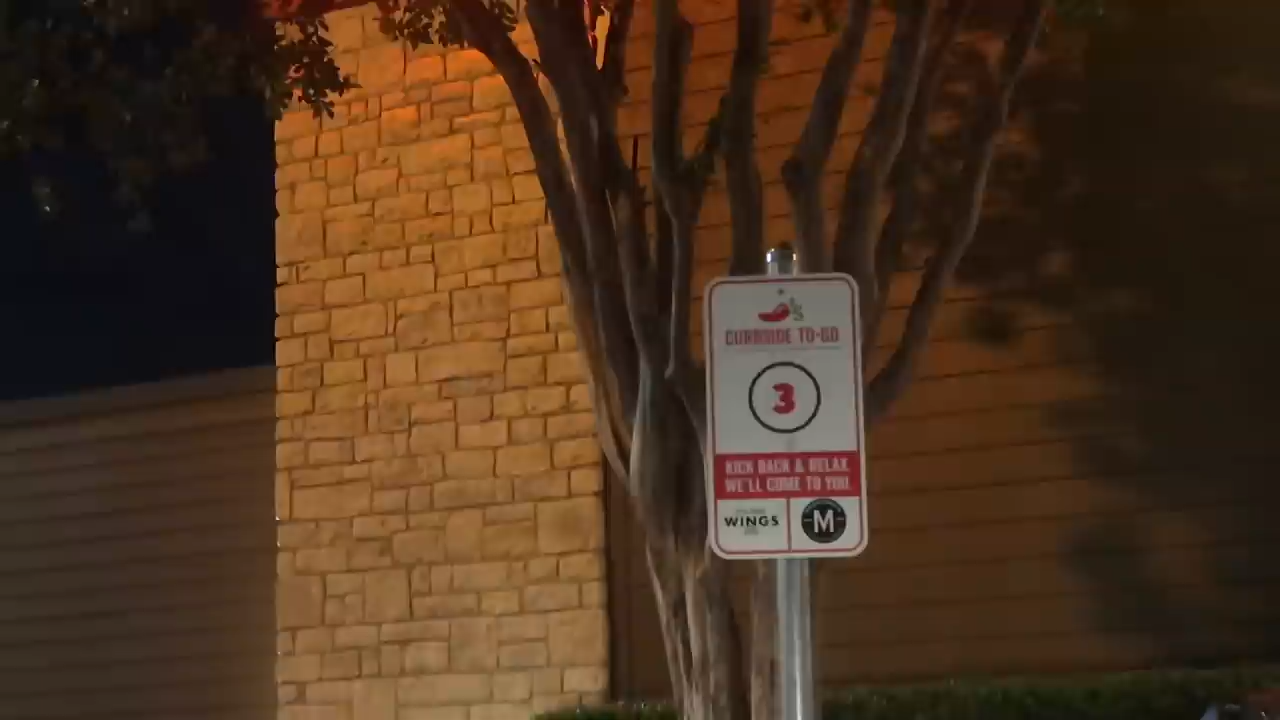 's
CURBSIDE TO-GO
3
KICK BACK & RELAX,
WE'LL COME TO YOU.
WINGS
M